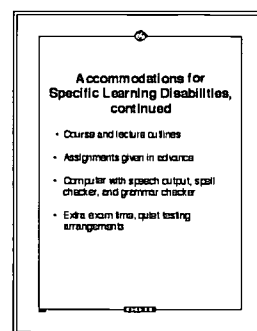 Accommodations for
Specific Learning Disabilities,
continued
• Course and lecture outlines
• Assignments given in advance
• Computer with speech output, spell
checker, and grammar checker
• Extra exam time, quiet testing
arrangements